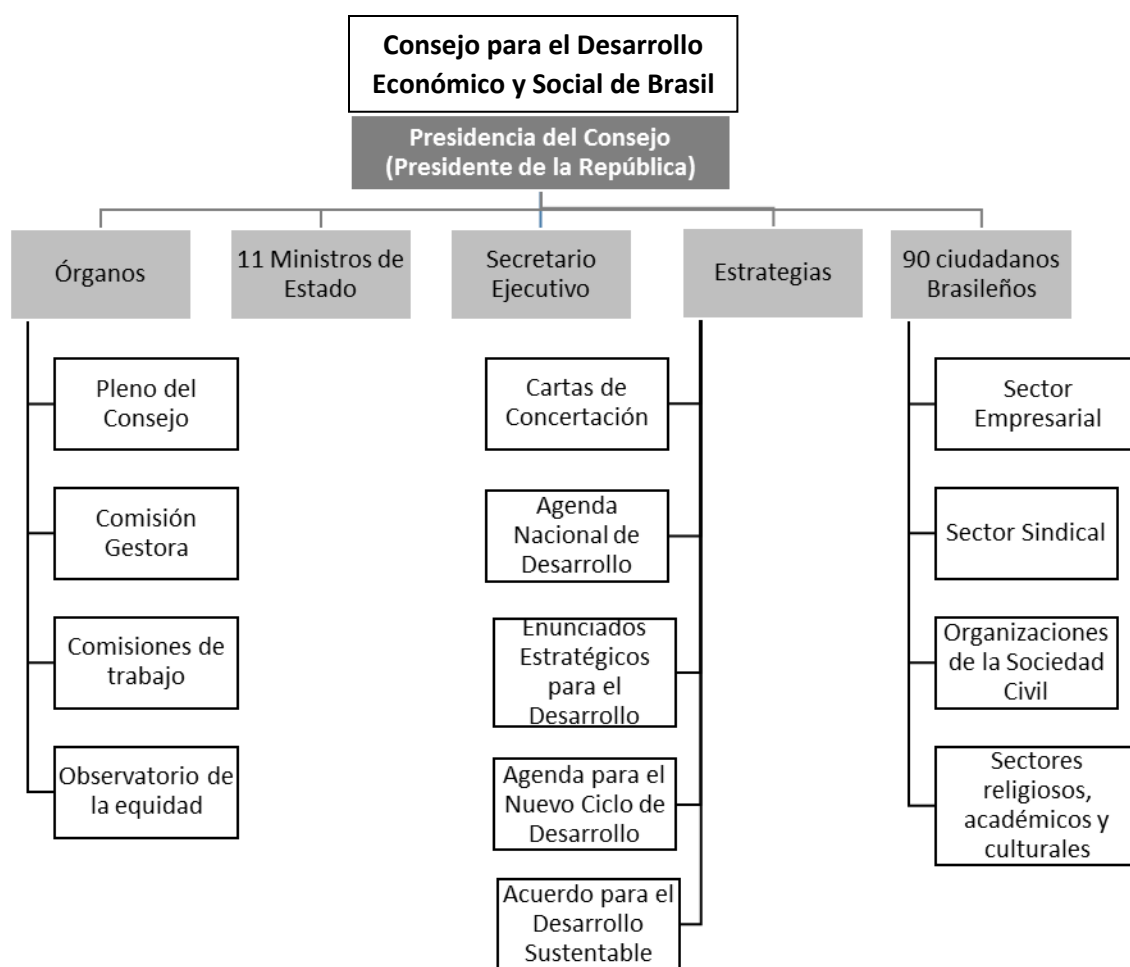 Consejo para el Desarrollo
Económico y Social de Brasil
Presidencia del Consejo
(Presidente de la República)
Órganos
11 Ministros de
Estado
Secretario
Ejecutivo
Estrategias
90 ciudadanos
Brasileños
Pleno del
Consejo
Comisión
Gestora
Comisiones de
trabajo
Observatorio de
la equidad
Cartas de
Concertación
Agenda
Nacional de
Desarrollo
Enunciados
Estratégicos
para el
Desarrollo
Agenda para el
Nuevo Ciclo de
Desarrollo
Acuerdo para el
Desarrollo
Sustentable
Sector
Empresarial
Sector Sindical
Organizaciones
de la Sociedad
Civil
Sectores
religiosos,
académicos y
culturales